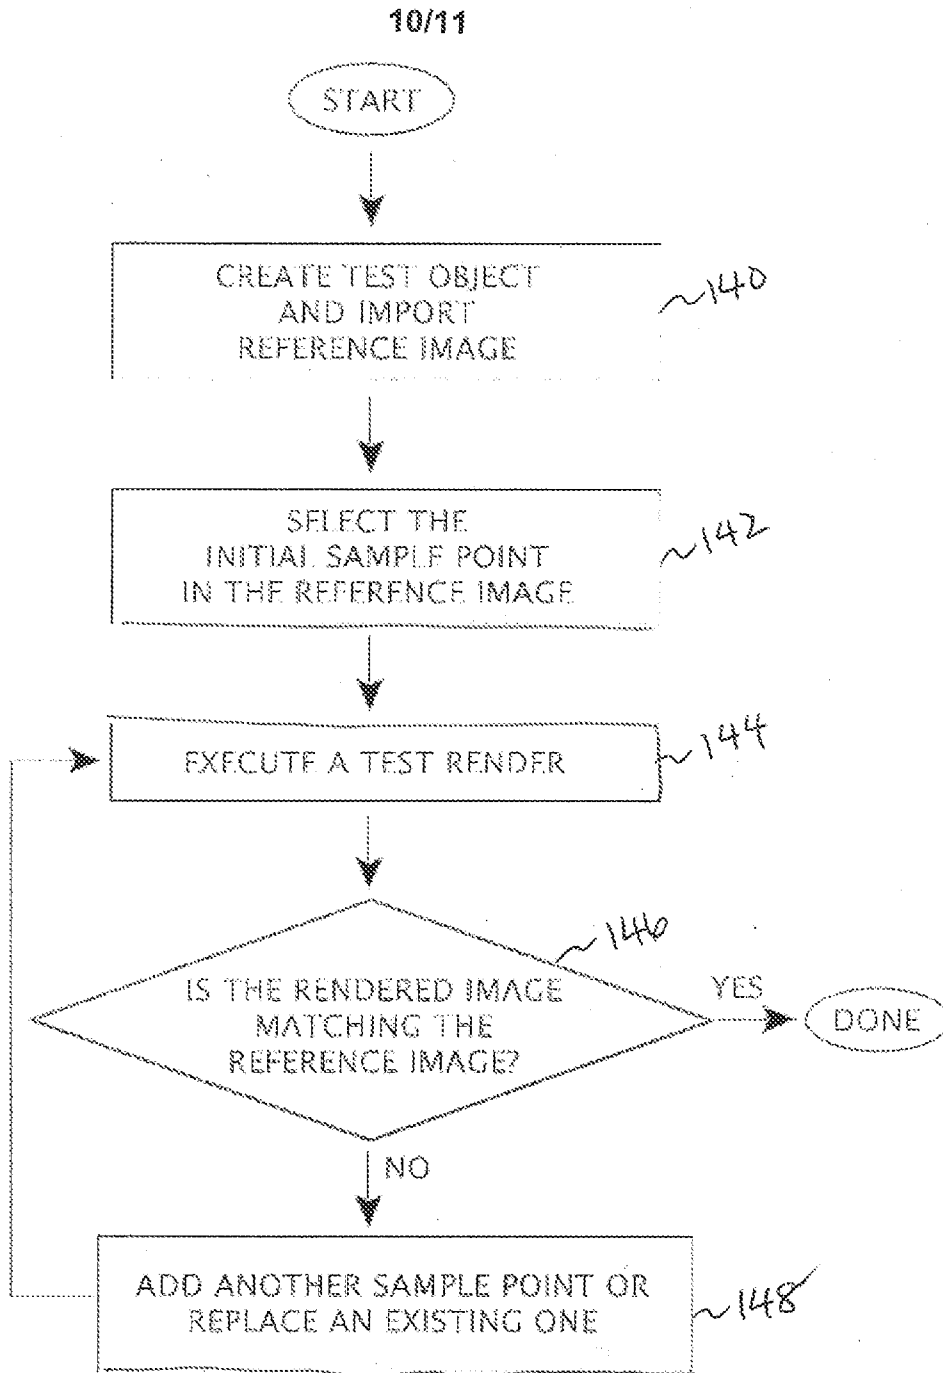 10/11
START
CREATE TEST OBJECT
AND IMPORT
REFERENCE IMAGE
140
SELECT THE
INITIAL SAMPLE POINT
IN THE REFERENCE IMAGE
142
EXECUTE A TEST RENDER
144
146
IS THE RENDERED IMAGE
MATCHING THE
REFERENCE IMAGE?
YES
DONE
NO
ADD ANOTHER SAMPLE POINT OR
REPLACE AN EXISTING ONE
148